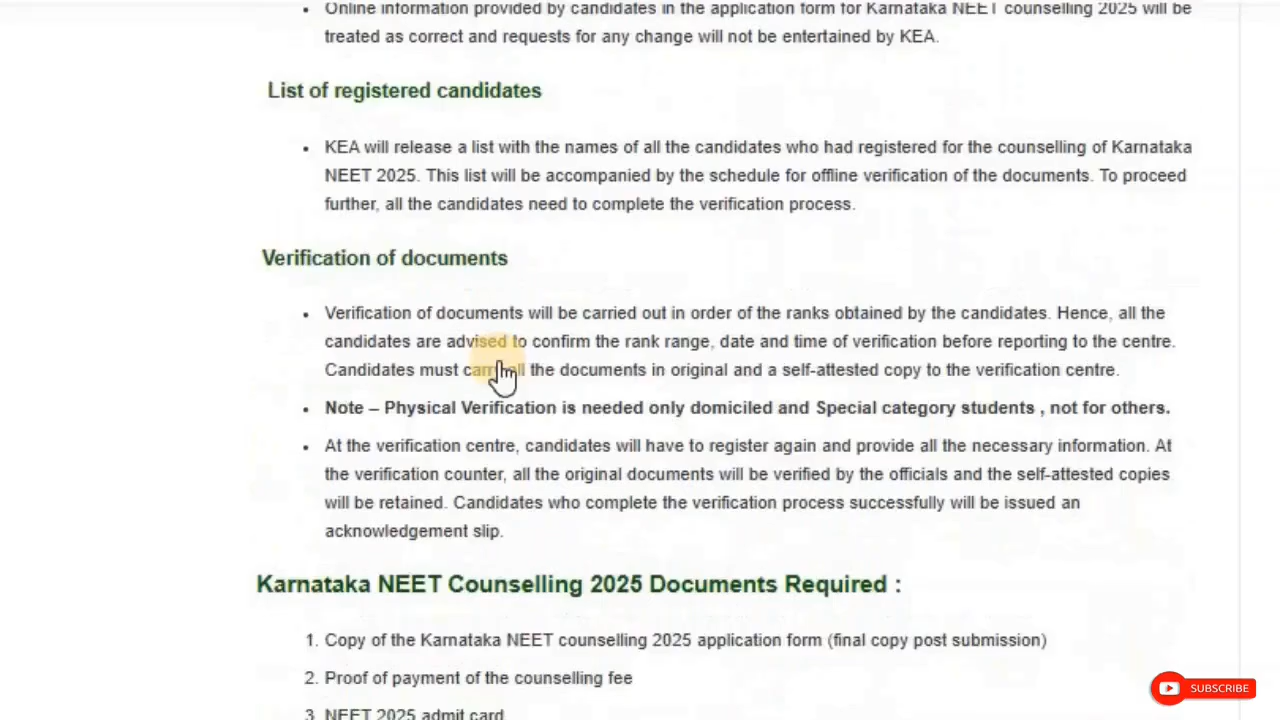 • Online information provided by candidates in the application form for Karnataka NEET counselling 2025 will be
treated as correct and requests for any change will not be entertained by KEA.
List of registered candidates
• KEA will release a list with the names of all the candidates who had registered for the counselling of Karnataka
NEET 2025. This list will be accompanied by the schedule for offline verification of the documents. To proceed
further, all the candidates need to complete the verification process.
Verification of documents
• Verification of documents will be carried out in order of the ranks obtained by the candidates. Hence, all the
candidates are advised to confirm the rank range, date and time of verification before reporting to the centre.
Candidates must carry all the documents in original and a self-attested copy to the verification centre.
• Note – Physical Verification is needed only domiciled and Special category students , not for others.
• At the verification centre, candidates will have to register again and provide all the necessary information. At
the verification counter, all the original documents will be verified by the officials and the self-attested copies
will be retained. Candidates who complete the verification process successfully will be issued an
acknowledgement slip.
Karnataka NEET Counselling 2025 Documents Required :
1. Copy of the Karnataka NEET counselling 2025 application form (final copy post submission)
2. Proof of payment of the counselling fee
3. NEET 2025 admit card
SUBSCRIBE